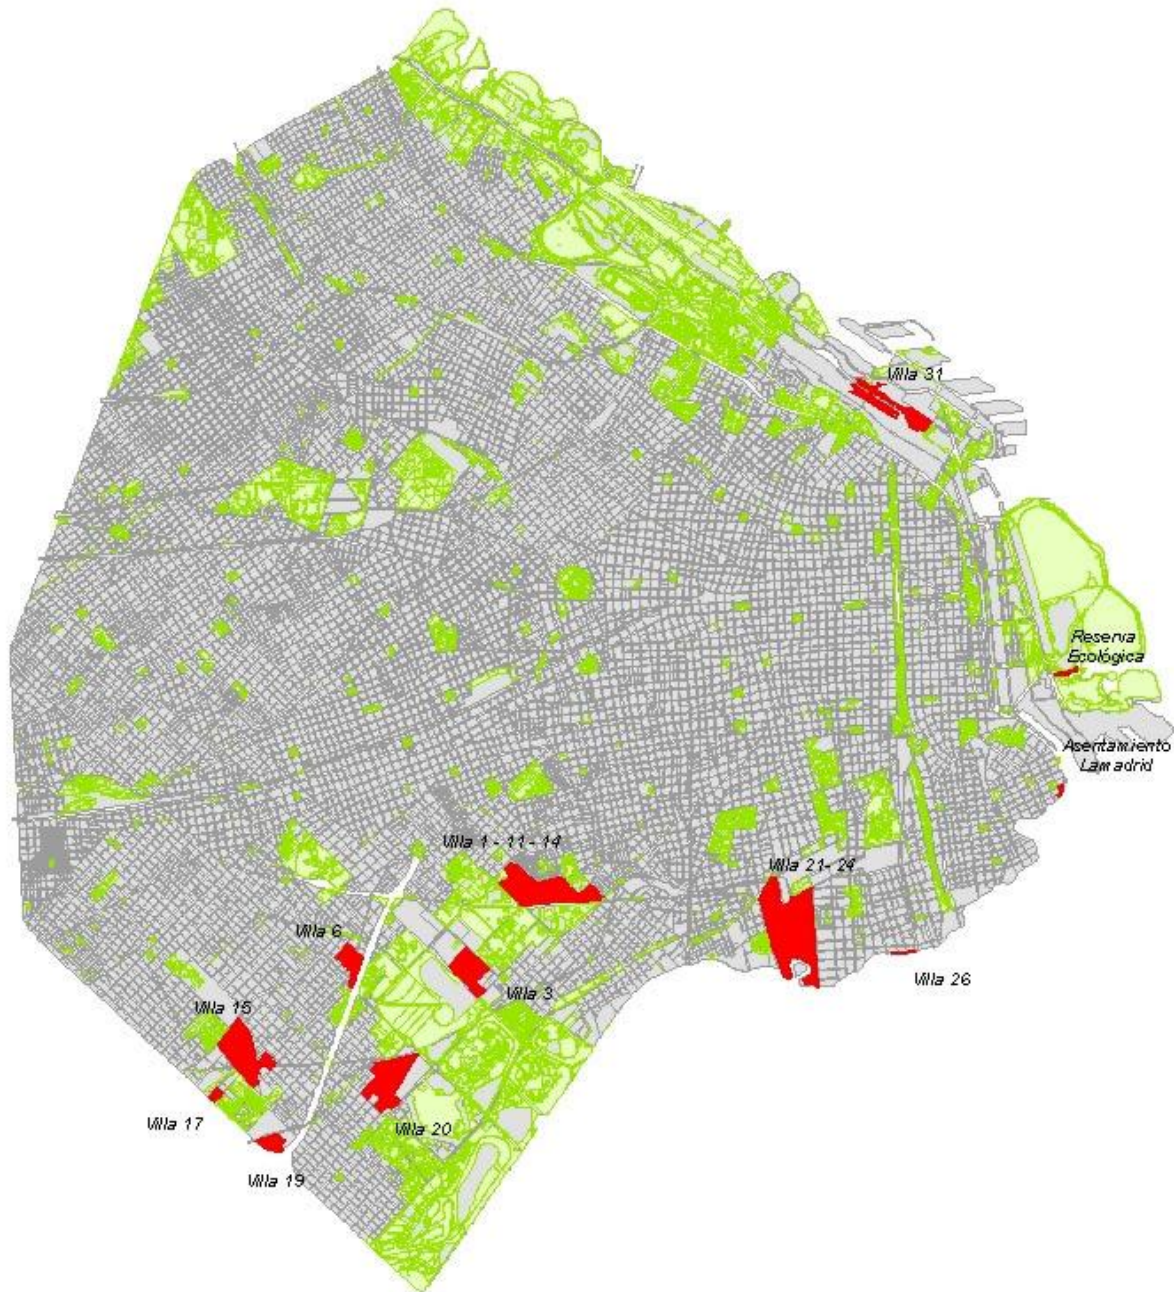 Villa 31
Reserva
Ecológica
Asentamiento
Lamadrid
Villa 1 - 11 - 14
Villa 21- 24
Villa 6
Villa 26
Villa 3
Villa 15
Villa 17
Villa 20
Villa 19